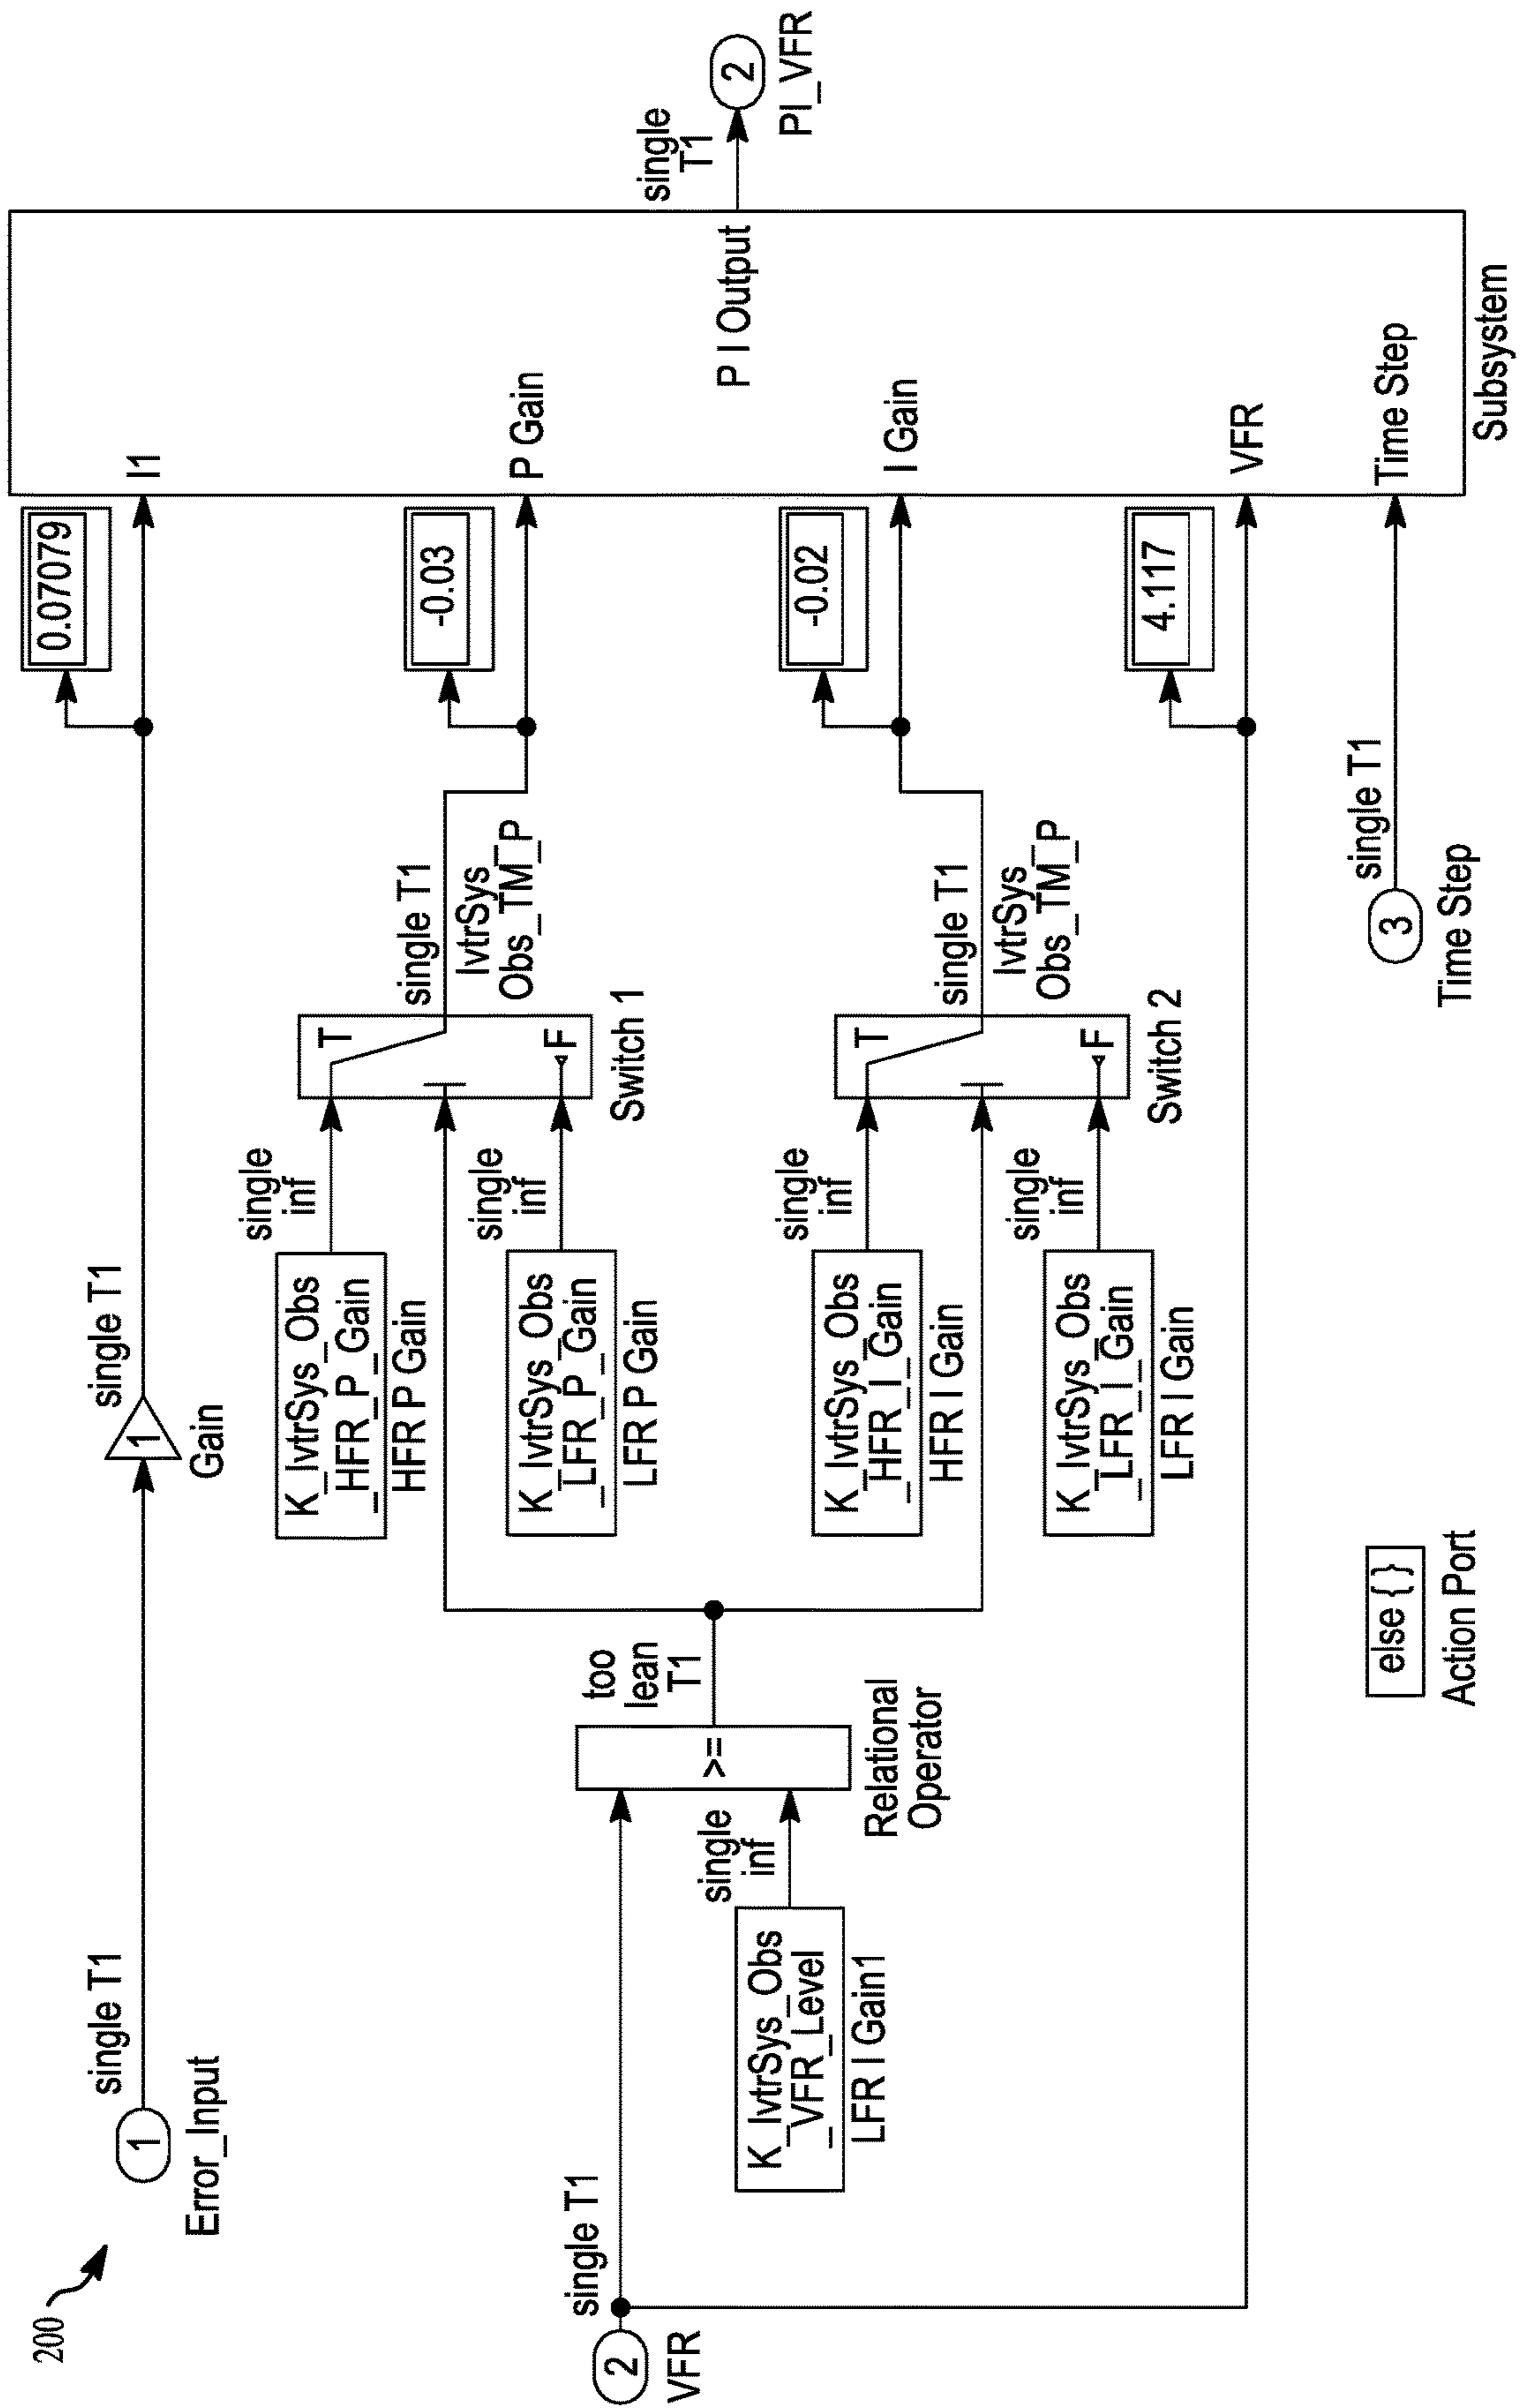 200
1
Error_Input
single T1
1
Gain
single T1
0.07079
I1
2
VFR
single T1
K_IvtrSys_Obs
_VFR_Level
LFR I Gain1
single
inf
>=
Relational
Operator
too
lean
T1
K_IvtrSys_Obs
_HFR_P_Gain
HFR P Gain
single
inf
K_IvtrSys_Obs
_LFR_P_Gain
LFR P Gain
single
inf
T
F
Switch 1
single T1
IvtrSys
Obs_TM_P
-0.03
P Gain
K_IvtrSys_Obs
_HFR_I_Gain
HFR I Gain
single
inf
K_IvtrSys_Obs
_LFR_I_Gain
LFR I Gain
single
inf
T
F
Switch 2
single T1
IvtrSys
Obs_TM_P
-0.02
I Gain
4.117
VFR
else { }
Action Port
3
Time Step
single T1
Time Step
P I Output
Subsystem
single
T1
2
PI_VFR